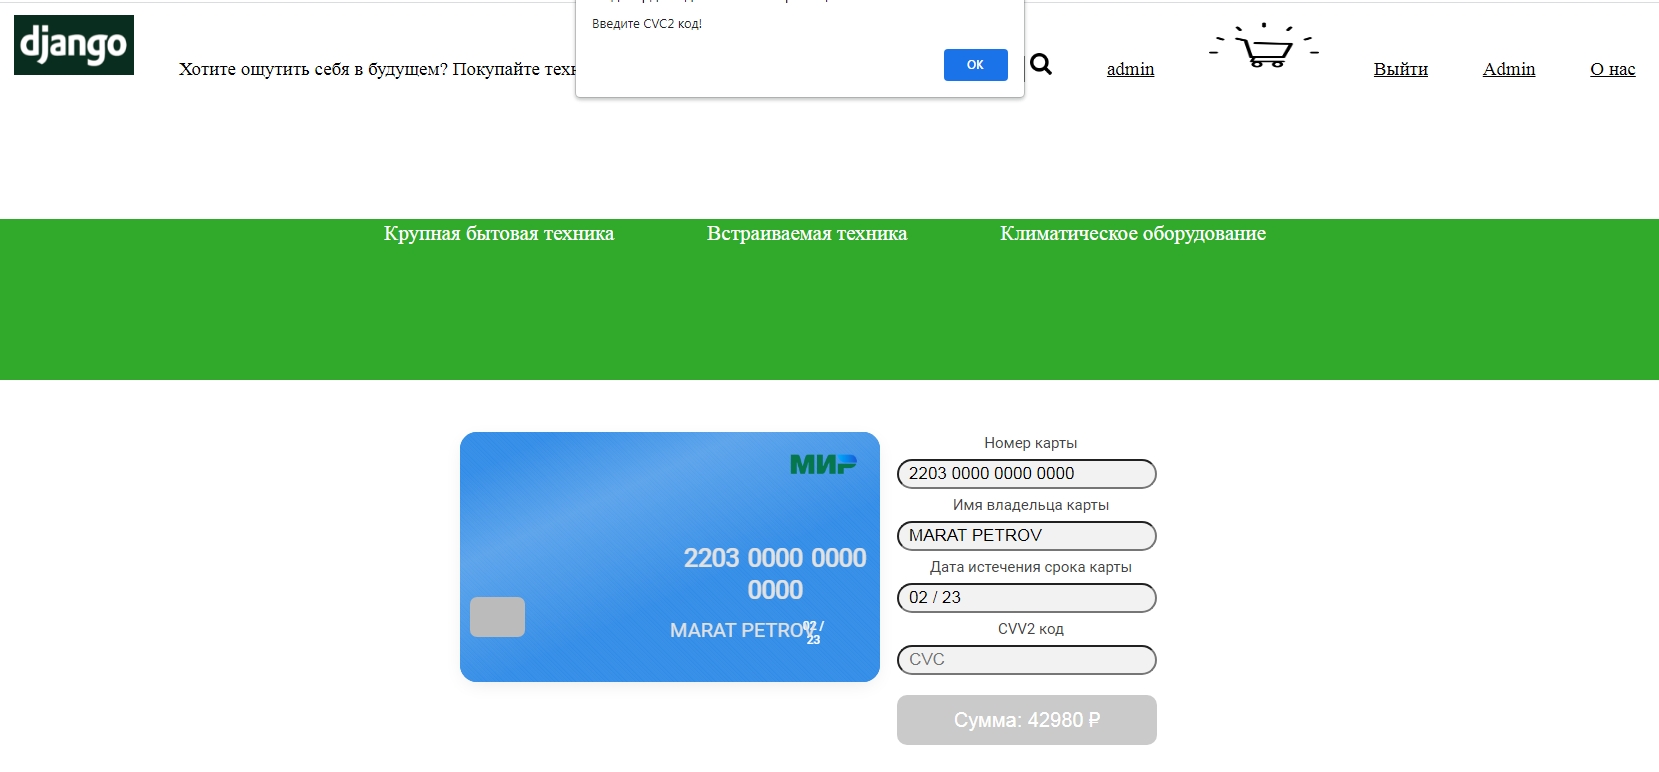 Введите CVC2 код!
OK
django
Хотите ощутить себя в будущем? Покупайте
admin
Выйти
Admin
О нас
Крупная бытовая техника
Встраиваемая техника
Климатическое оборудование
МИР
2203 0000 0000
0000
MARAT PETROV
02 /
23
Номер карты
2203 0000 0000 0000
Имя владельца карты
MARAT PETROV
Дата истечения срока карты
02 / 23
CVV2 код
CVC
Сумма: 42980 ₽